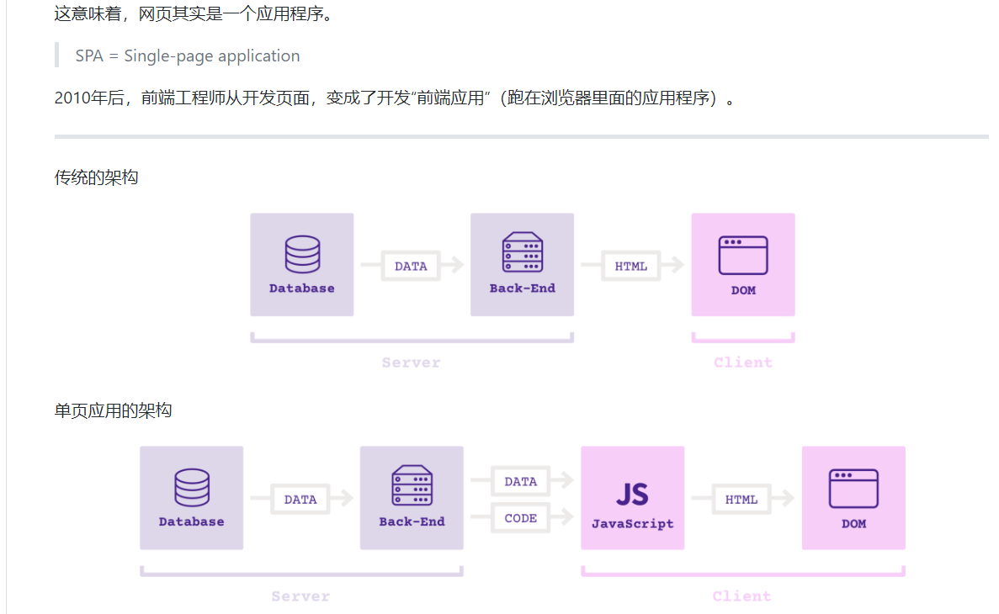 这意味着，网页其实是一个应用程序。
SPA = Single-page application
2010年后，前端工程师从开发页面，变成了开发“前端应用”（跑在浏览器里面的应用程序）。
传统的架构
Database
DATA
Back-End
HTML
DOM
Server
Client
单页应用的架构
Database
DATA
Back-End
DATA
CODE
JS
JavaScript
HTML
DOM
Server
Client